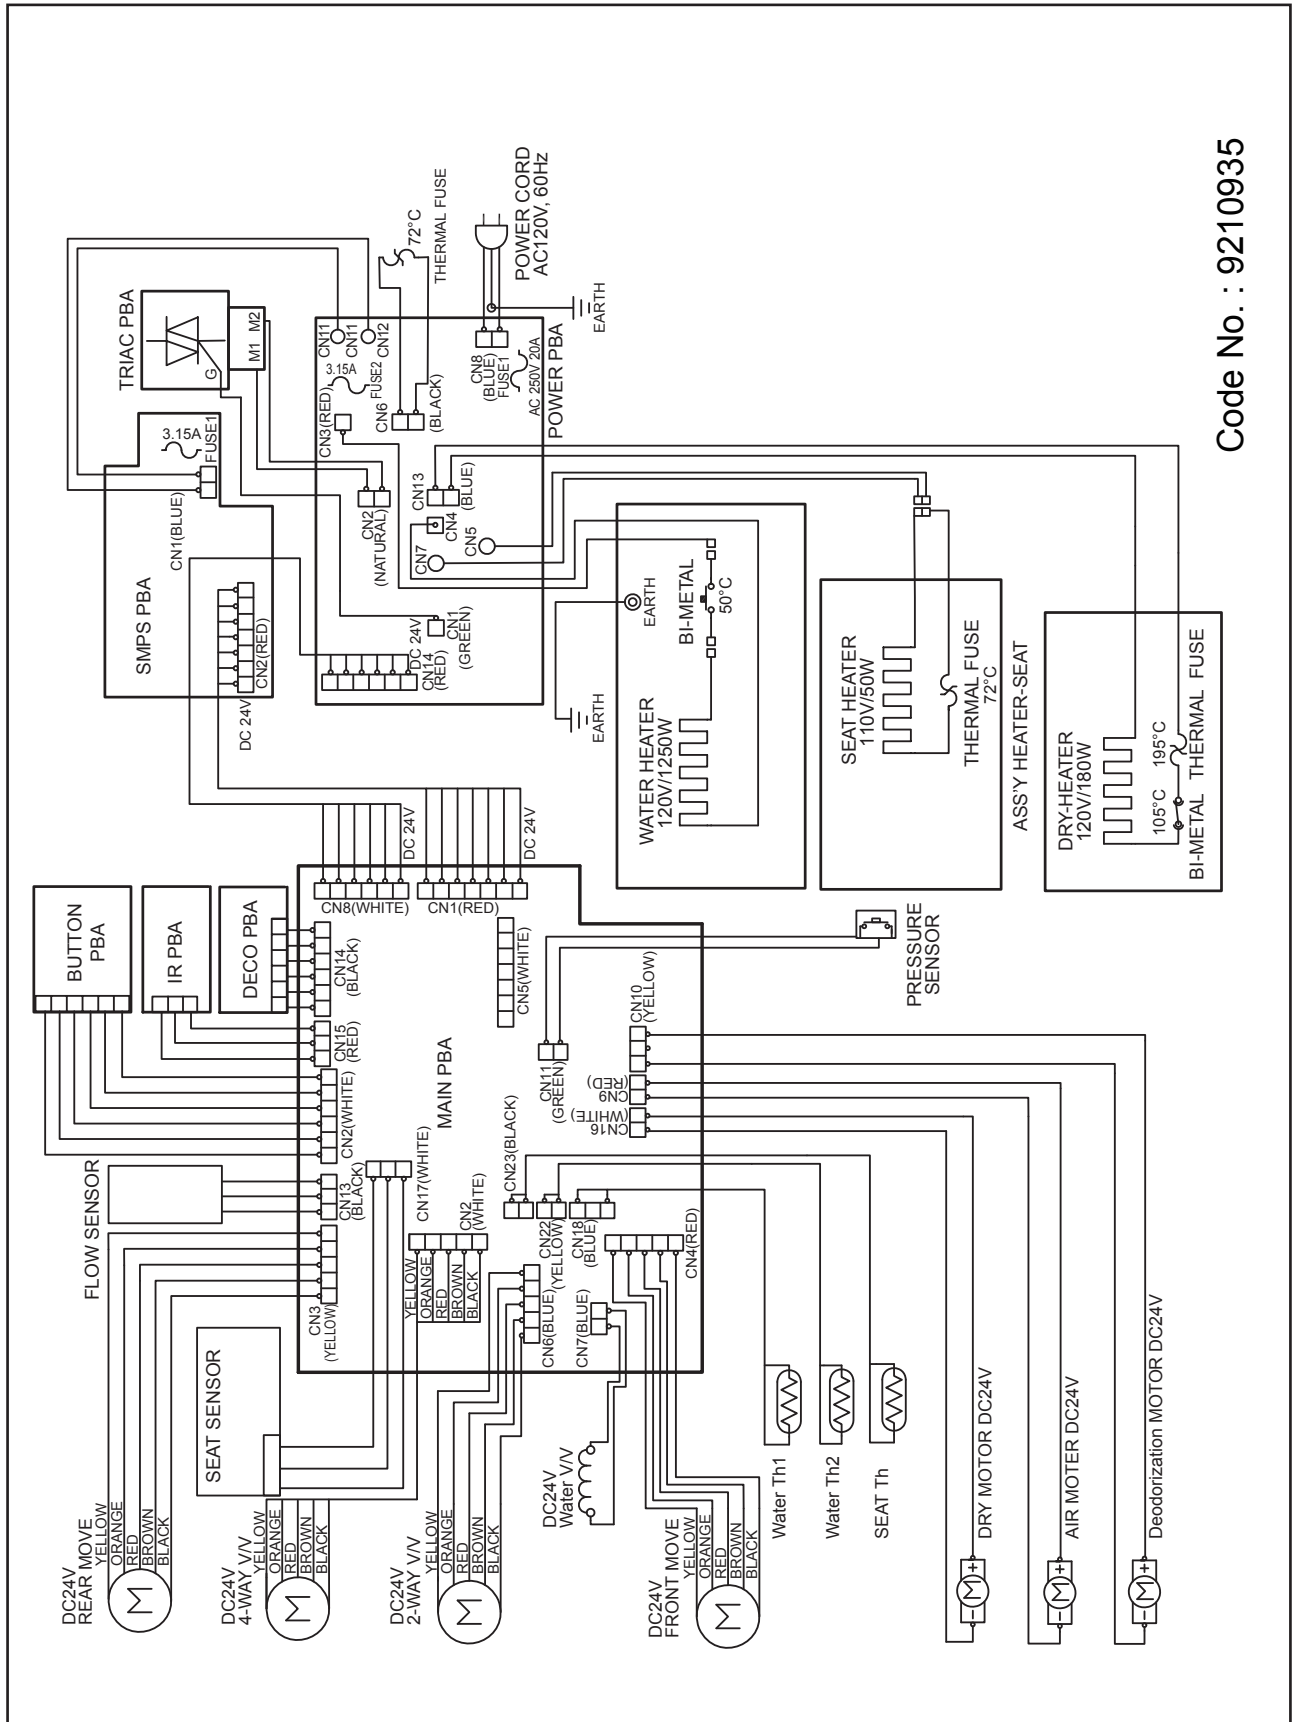 Code No. : 9210935
TRIAC PBA
G
M1 M2
SMPS PBA
3.15A
FUSE1
CN1(BLUE)
DC 24V
CN2(RED)
POWER PBA
CN11
CN11
CN12
3.15A
FUSE2
CN3(RED)
CN6
(BLACK)
72°C
THERMAL FUSE
POWER CORD
AC120V, 60Hz
EARTH
CN8
(BLUE)
FUSE1
AC 250V 20A
CN2
(NATURAL)
CN13
(BLUE)
CN4
CN5
CN7
CN1
(GREEN)
DC 24V
CN14
(RED)
EARTH
EARTH
WATER HEATER
120V/1250W
BI-METAL
50°C
SEAT HEATER
110V/50W
THERMAL FUSE
72°C
ASS'Y HEATER-SEAT
DRY-HEATER
120V/180W
105°C
195°C
BI-METAL
THERMAL FUSE
BUTTON
PBA
IR PBA
DECO PBA
MAIN PBA
CN8(WHITE)
DC 24V
CN1(RED)
DC 24V
CN14
(BLACK)
CN15
(RED)
CN2(WHITE)
CN5(WHITE)
CN13
(BLACK)
CN3
(YELLOW)
CN17(WHITE)
CN2
(WHITE)
YELLOW
ORANGE
RED
BROWN
BLACK
CN11
(GREEN)
CN10
(YELLOW)
CN9
(RED)
CN16
(WHITE)
CN23(BLACK)
CN22
(YELLOW)
CN18
(BLUE)
CN4(RED)
CN6(BLUE)
CN7(BLUE)
PRESSURE
SENSOR
FLOW SENSOR
SEAT SENSOR
DC24V
REAR MOVE
YELLOW
ORANGE
RED
BROWN
BLACK
M
DC24V
4-WAY V/V
YELLOW
ORANGE
RED
BROWN
BLACK
M
DC24V
2-WAY V/V
YELLOW
ORANGE
RED
BROWN
BLACK
M
DC24V
Water V/V
DC24V
FRONT MOVE
YELLOW
ORANGE
RED
BROWN
BLACK
M
Water Th1
Water Th2
SEAT Th
DRY MOTOR DC24V
− M +
AIR MOTER DC24V
− M +
Deodorization MOTOR DC24V
− M +